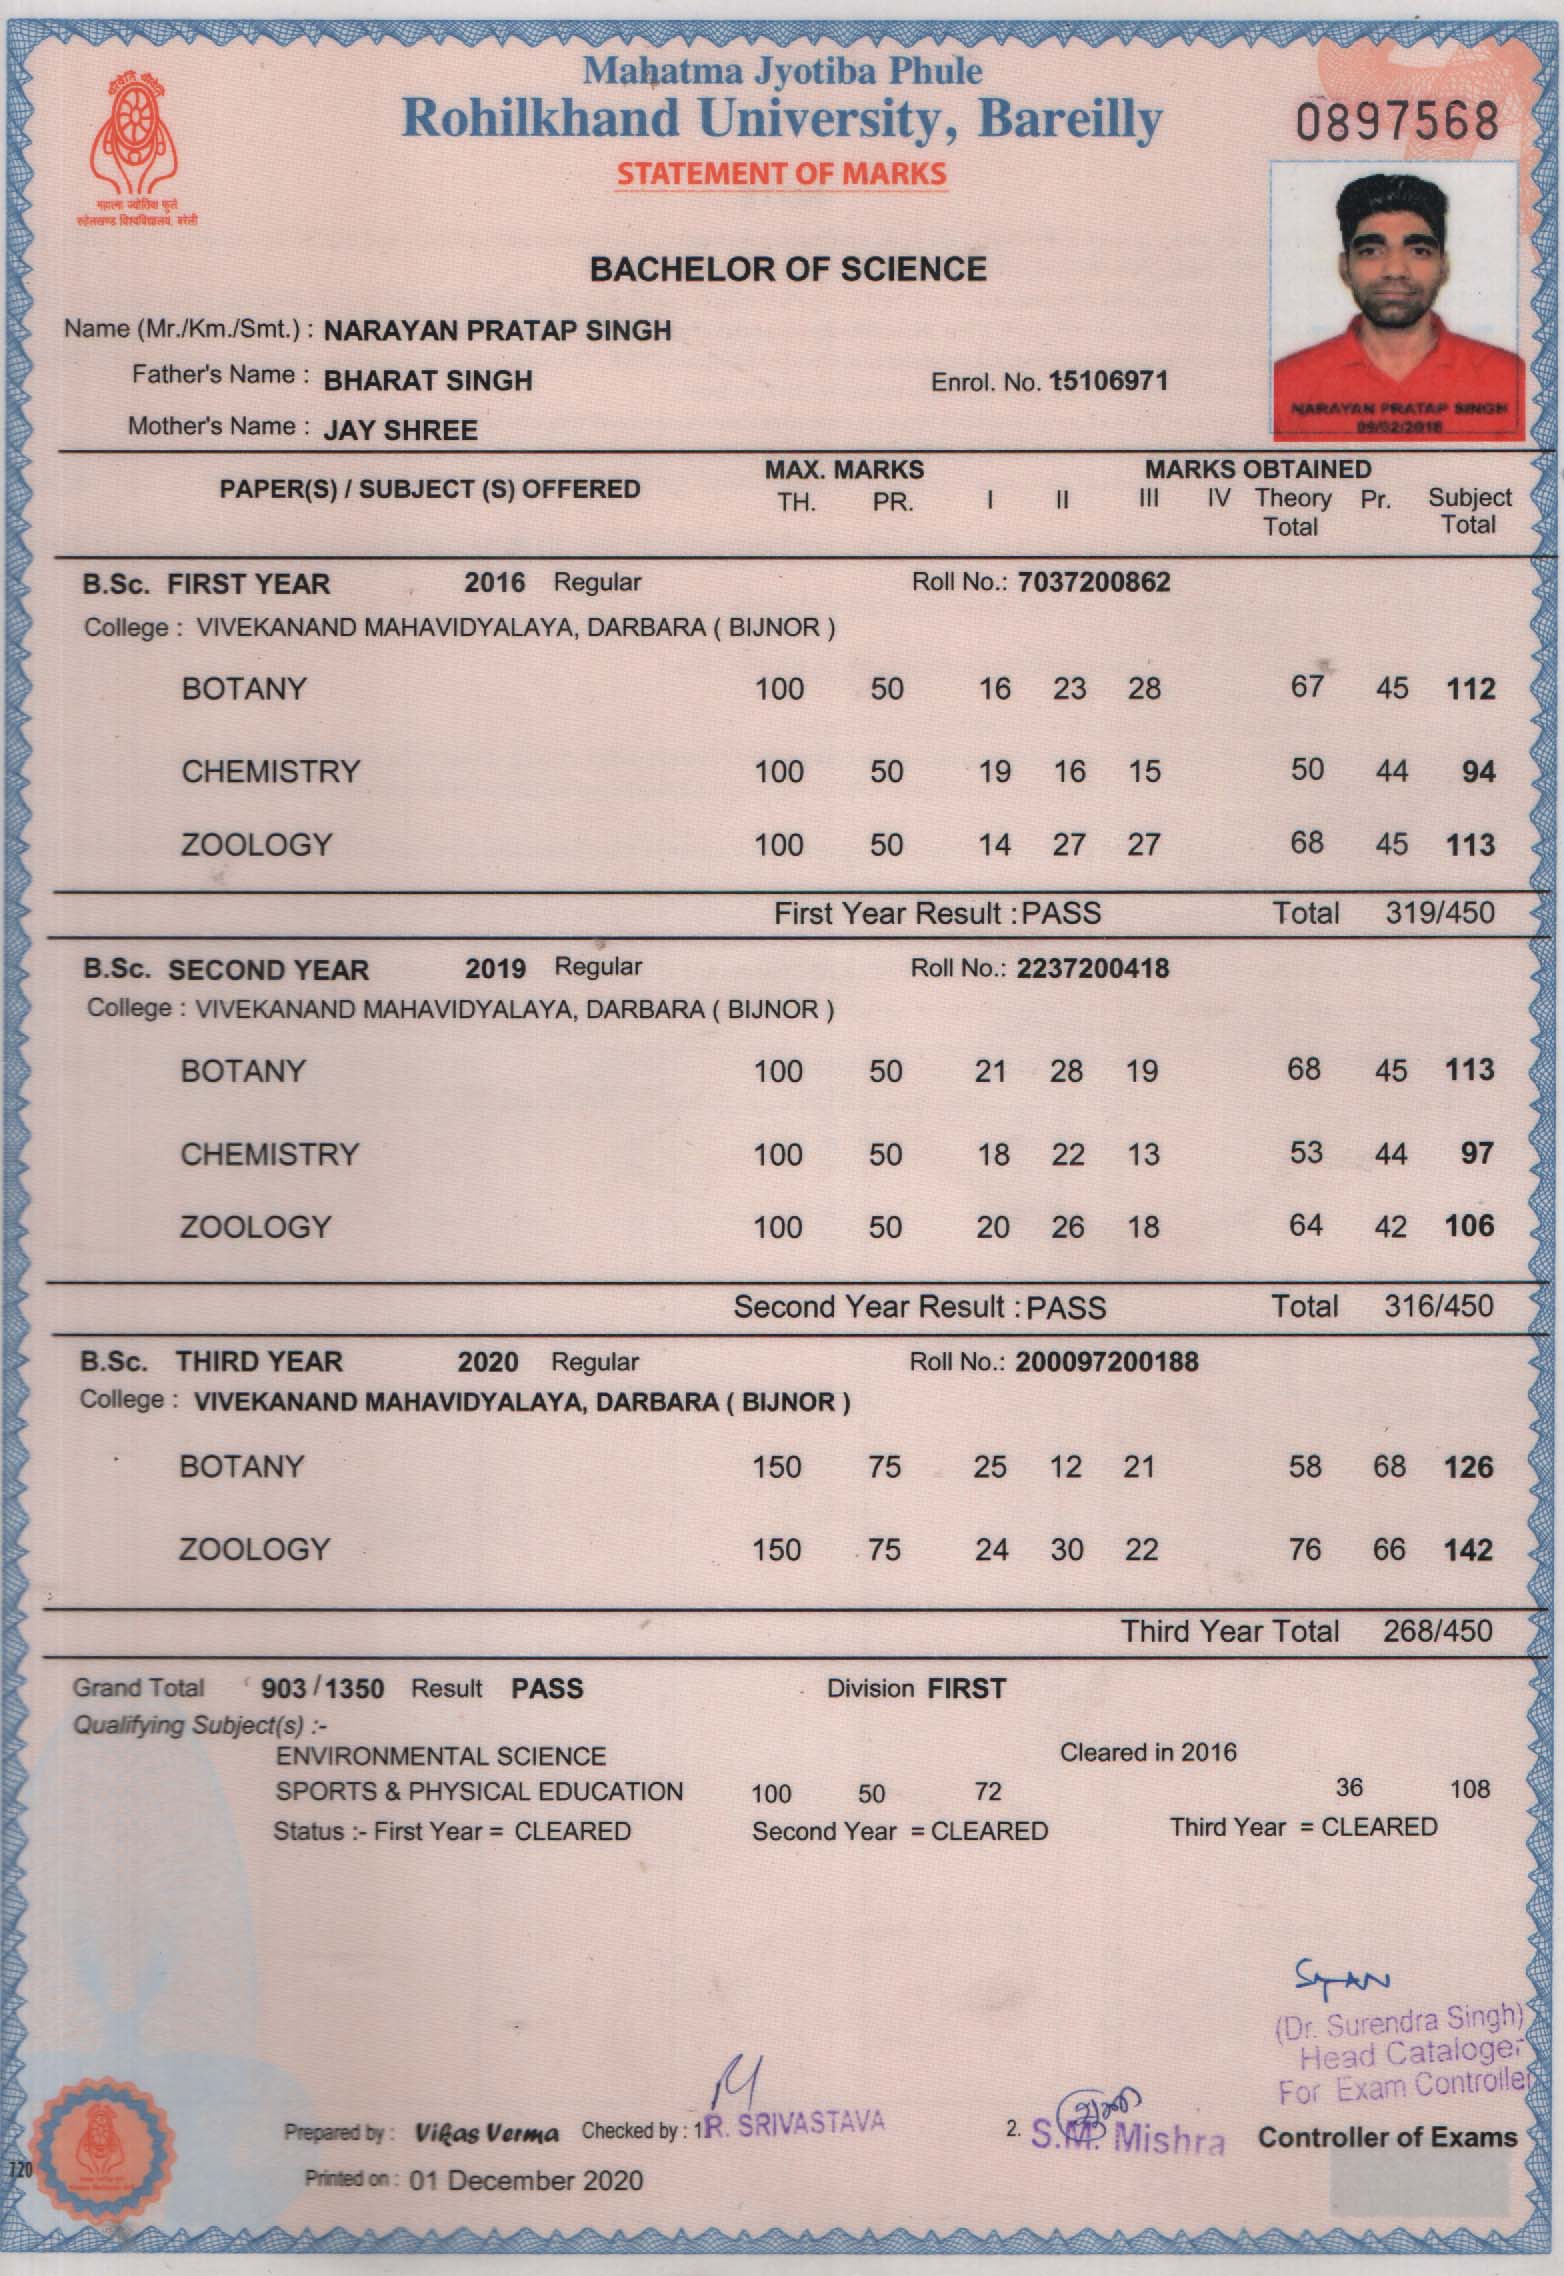 Mahatma Jyotiba Phule
Rohilkhand University, Bareilly
0897568
STATEMENT OF MARKS
महात्मा ज्योतिबा फुले
रुहेलखण्ड विश्वविद्यालय, बरेली
BACHELOR OF SCIENCE
Name (Mr./Km./Smt.) : NARAYAN PRATAP SINGH
Father's Name : BHARAT SINGH Enrol. No. 15106971
Mother's Name : JAY SHREE
NARAYAN PRATAP SINGH
09/02/2016
PAPER(S) / SUBJECT (S) OFFERED MAX. MARKS MARKS OBTAINED
TH. PR. I II III IV Theory Total Pr. Subject Total
B.Sc. FIRST YEAR 2016 Regular Roll No.: 7037200862
College : VIVEKANAND MAHAVIDYALAYA, DARBARA ( BIJNOR )
BOTANY 100 50 16 23 28 67 45 112
CHEMISTRY 100 50 19 16 15 50 44 94
ZOOLOGY 100 50 14 27 27 68 45 113
First Year Result : PASS Total 319/450
B.Sc. SECOND YEAR 2019 Regular Roll No.: 2237200418
College : VIVEKANAND MAHAVIDYALAYA, DARBARA ( BIJNOR )
BOTANY 100 50 21 28 19 68 45 113
CHEMISTRY 100 50 18 22 13 53 44 97
ZOOLOGY 100 50 20 26 18 64 42 106
Second Year Result : PASS Total 316/450
B.Sc. THIRD YEAR 2020 Regular Roll No.: 200097200188
College : VIVEKANAND MAHAVIDYALAYA, DARBARA ( BIJNOR )
BOTANY 150 75 25 12 21 58 68 126
ZOOLOGY 150 75 24 30 22 76 66 142
Third Year Total 268/450
Grand Total 903 / 1350 Result PASS Division FIRST
Qualifying Subject(s) :-
ENVIRONMENTAL SCIENCE Cleared in 2016
SPORTS & PHYSICAL EDUCATION 100 50 72 36 108
Status :- First Year = CLEARED Second Year = CLEARED Third Year = CLEARED
(Dr. Surendra Singh)
Head Cataloger
For Exam Controller
Prepared by : Vikas Verma Checked by : 1. R. SRIVASTAVA 2. S.M. Mishra Controller of Exams
Printed on : 01 December 2020
720